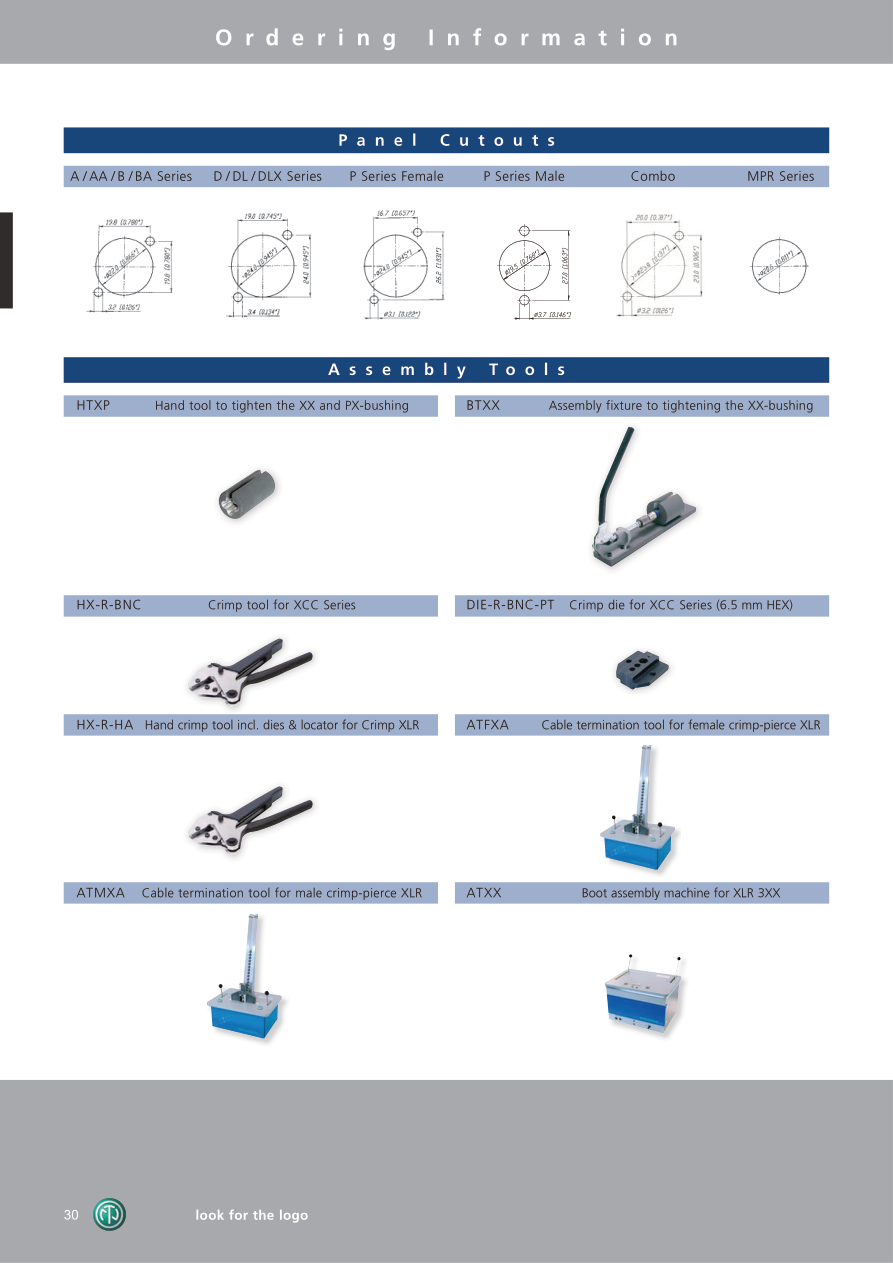 Ordering Information
Panel Cutouts
A / AA / B / BA Series D / DL / DLX Series P Series Female P Series Male Combo MPR Series
19.8 [0.780"]
ø22.0 [0.866"]
19.8 [0.780"]
3.2 [0.126"]
19.0 [0.745"]
ø24.0 [0.945"]
24.0 [0.945"]
3.4 [0.134"]
16.7 [0.657"]
ø24.0 [0.945"]
26.2 [1.031"]
ø3.1 [0.122"]
ø19.5 [0.768"]
27.0 [1.063"]
ø3.7 [0.146"]
20.0 [0.787"]
23.0 [0.906"]
ø3.2 [0.126"]
ø20.6 [0.811"]
Assembly Tools
HTXP Hand tool to tighten the XX and PX-bushing
BTXX Assembly fixture to tightening the XX-bushing
HX-R-BNC Crimp tool for XCC Series
DIE-R-BNC-PT Crimp die for XCC Series (6.5 mm HEX)
HX-R-HA Hand crimp tool incl. dies & locator for Crimp XLR
ATFXA Cable termination tool for female crimp-pierce XLR
ATMXA Cable termination tool for male crimp-pierce XLR
ATXX Boot assembly machine for XLR 3XX
30
look for the logo